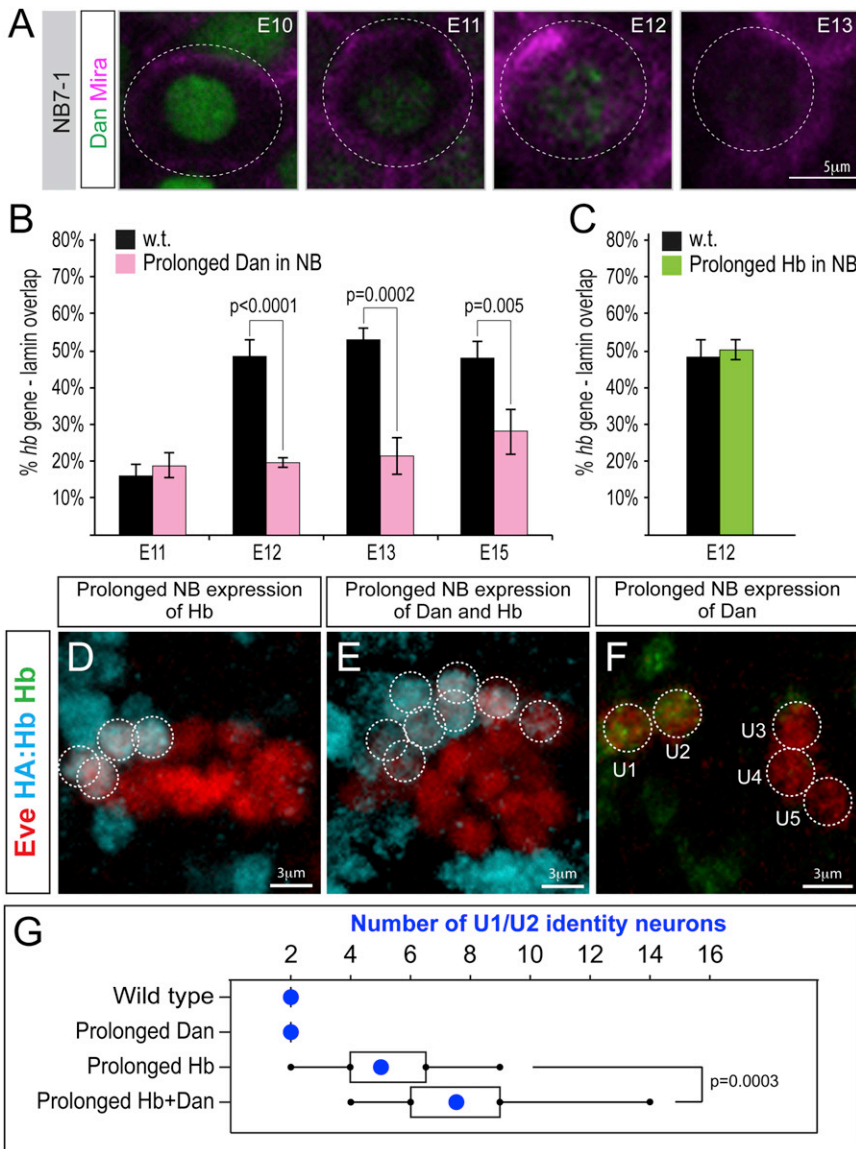 A
NB7-1
Dan Mira
E10
E11
E12
E13
5μm
B
w.t.
Prolonged Dan in NB
% hb gene - lamin overlap
80%
70%
60%
50%
40%
30%
20%
10%
p<0.0001
p=0.0002
p=0.005
E11
E12
E13
E15
C
w.t.
Prolonged Hb in NB
% hb gene - lamin overlap
80%
70%
60%
50%
40%
30%
20%
10%
E12
Eve HA:Hb Hb
Prolonged NB expression
of Hb
D
3μm
Prolonged NB expression
of Dan and Hb
E
3μm
Prolonged NB expression
of Dan
F
U1
U2
U3
U4
U5
3μm
G
Number of U1/U2 identity neurons
2 4 6 8 10 12 14 16
Wild type
Prolonged Dan
Prolonged Hb
Prolonged Hb+Dan
p=0.0003